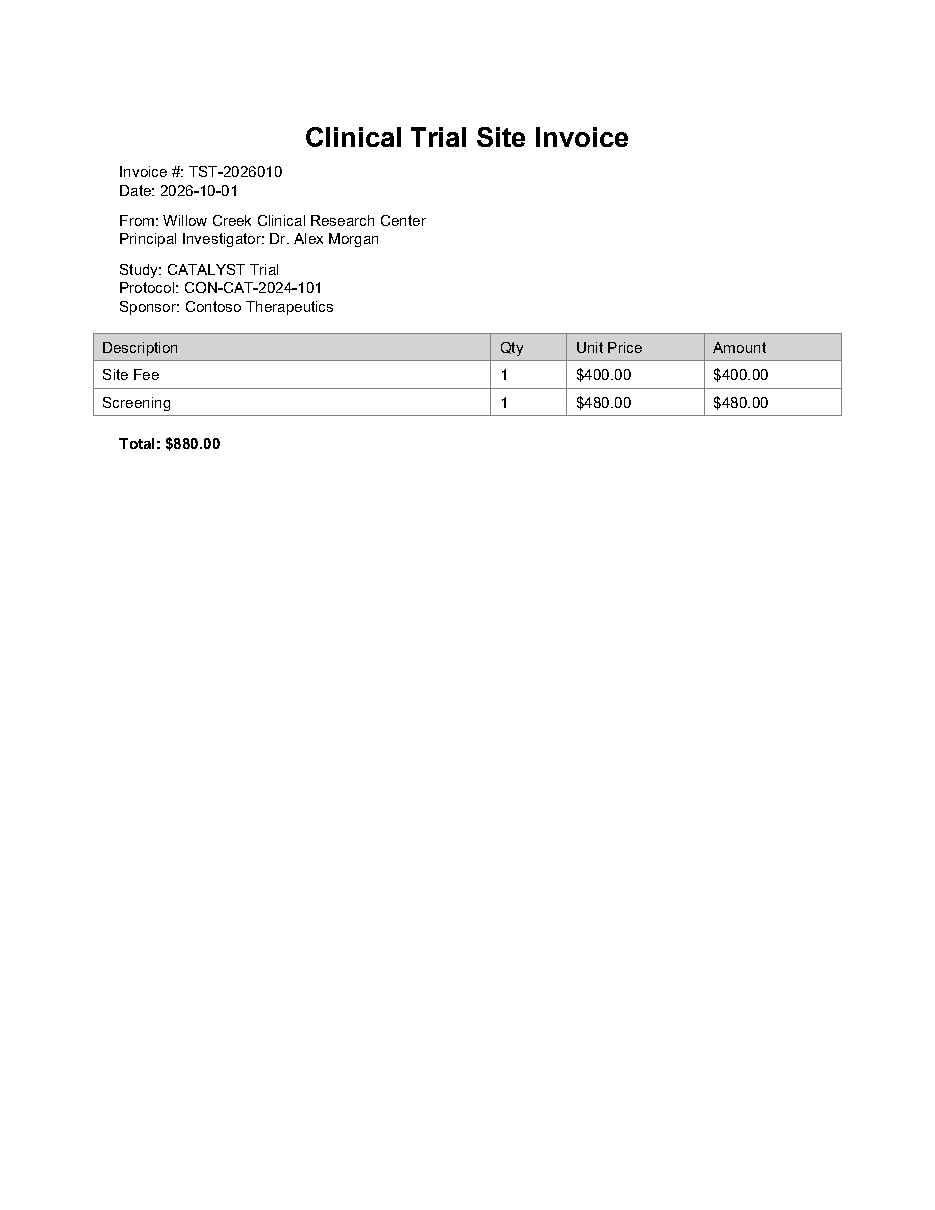 Clinical Trial Site Invoice
Invoice #: TST-2026010
Date: 2026-10-01
From: Willow Creek Clinical Research Center
Principal Investigator: Dr. Alex Morgan
Study: CATALYST Trial
Protocol: CON-CAT-2024-101
Sponsor: Contoso Therapeutics
Description Qty Unit Price Amount
Site Fee 1 $400.00 $400.00
Screening 1 $480.00 $480.00
Total: $880.00